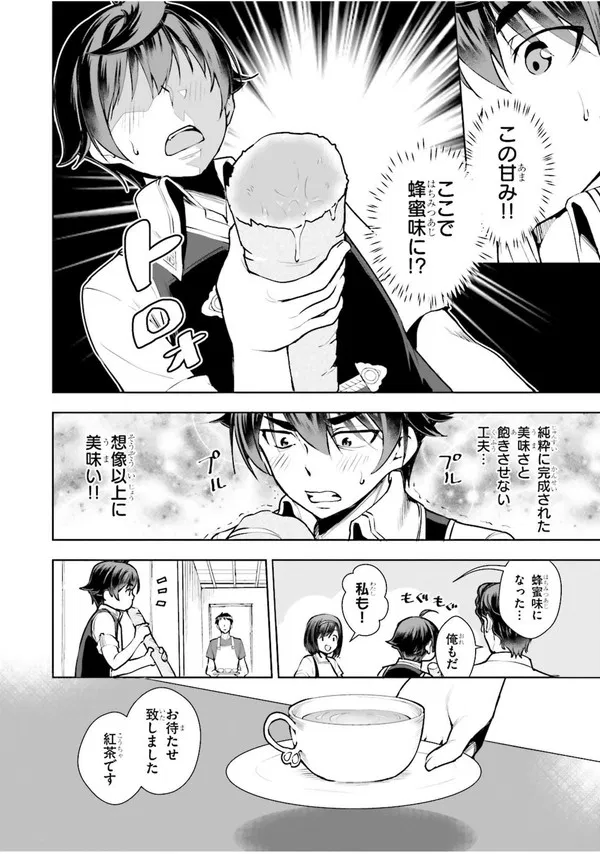 この甘み!!
ここで
蜂蜜味に!?
トロォ
純粋に完成された
美味さと
飽きさせない
工夫…
プル
プル
想像以上に
美味い!!
蜂蜜味に
なった…
もぐもぐ
俺もだ
私も!
お待たせ
致しました
紅茶です